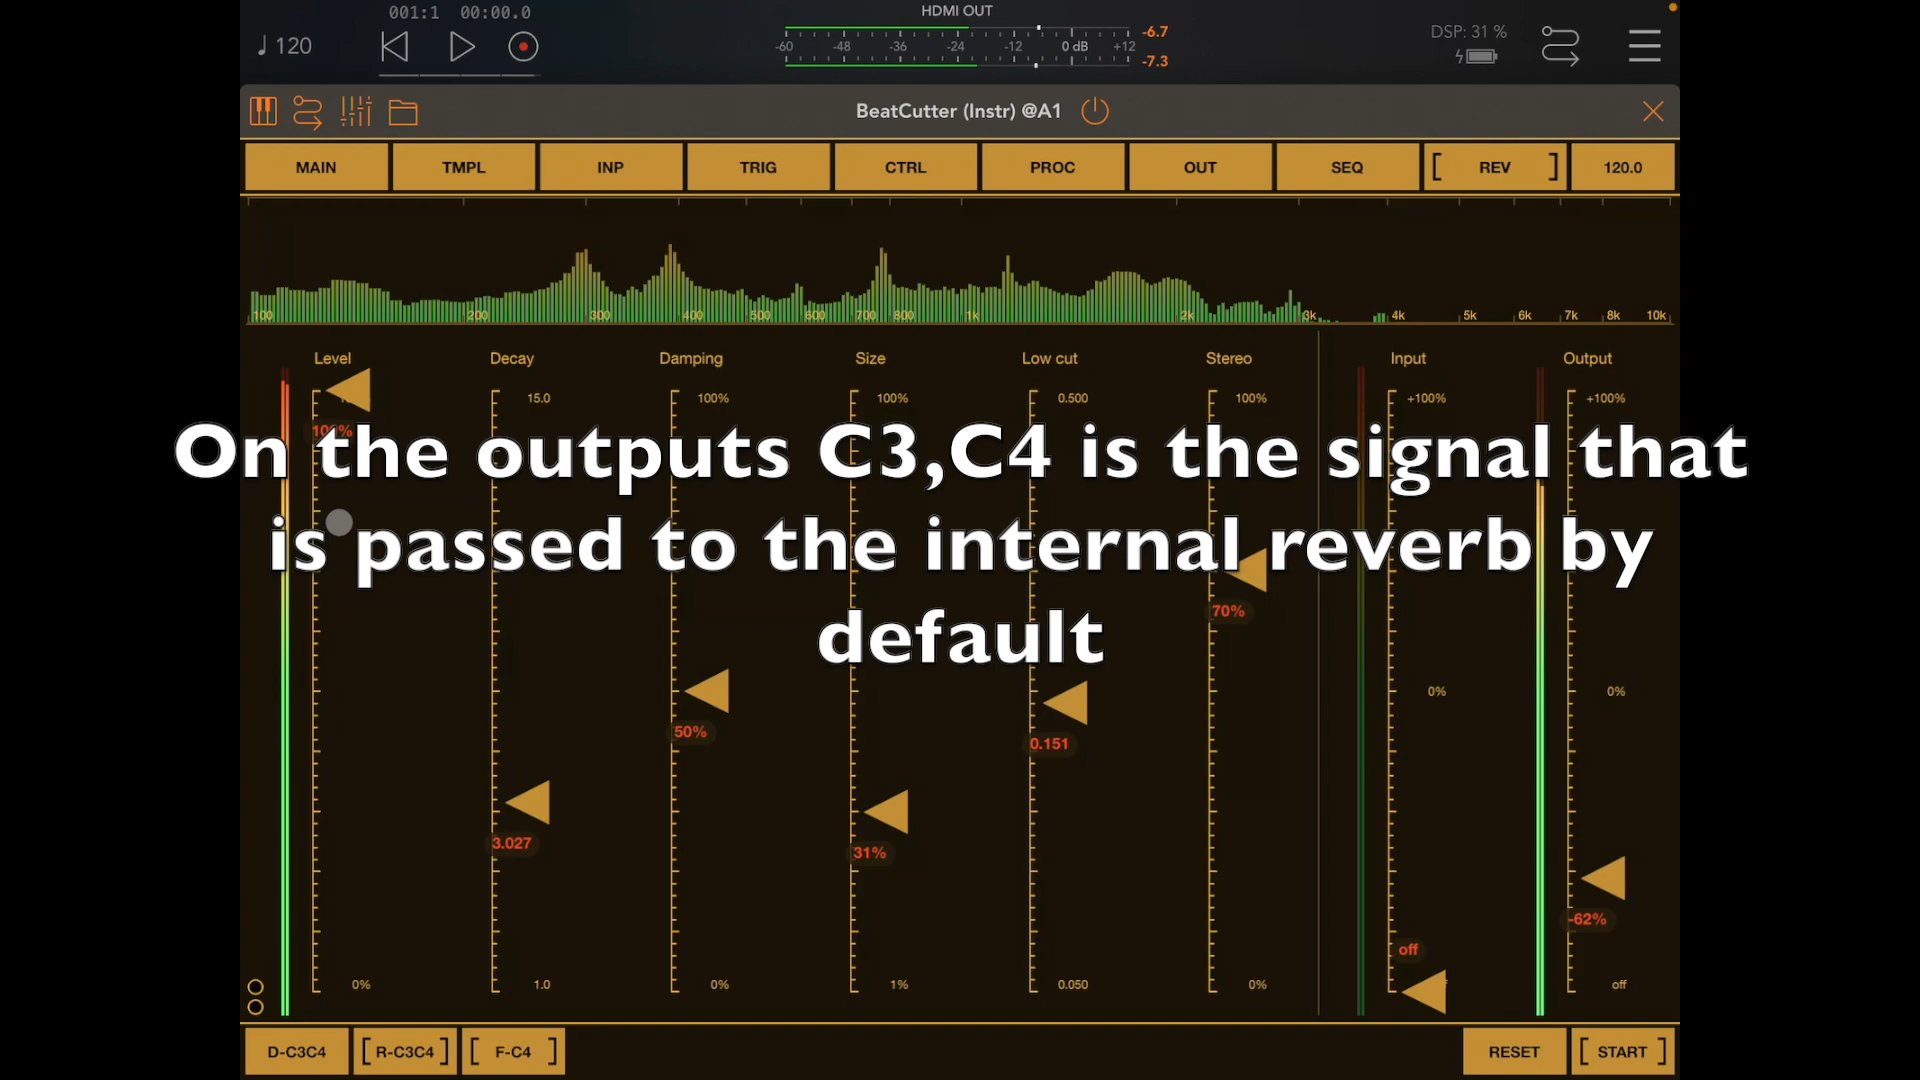 001:1 00:00.0
120
HDMI OUT
-60 -48 -36 -24 -12 0 dB +12
-6.7
-7.3
DSP: 31 %
BeatCutter (Instr) @A1
MAIN TMPL INP TRIG CTRL PROC OUT SEQ [ REV ] 120.0
100 200 300 400 500 600 700 800 1k 2k 3k 4k 5k 6k 7k 8k 10k
Level Decay Damping Size Low cut Stereo Input Output
15.0 100% 100% 0.500 100% +100% +100%
100%
On the outputs C3,C4 is the signal that
is passed to the internal reverb by
default
70%
0% 0%
50% 0.151
3.027 31%
-62%
off
0% 1.0 0% 1% 0.050 0% off
D-C3C4 [ R-C3C4 ] [ F-C4 ] RESET [ START ]